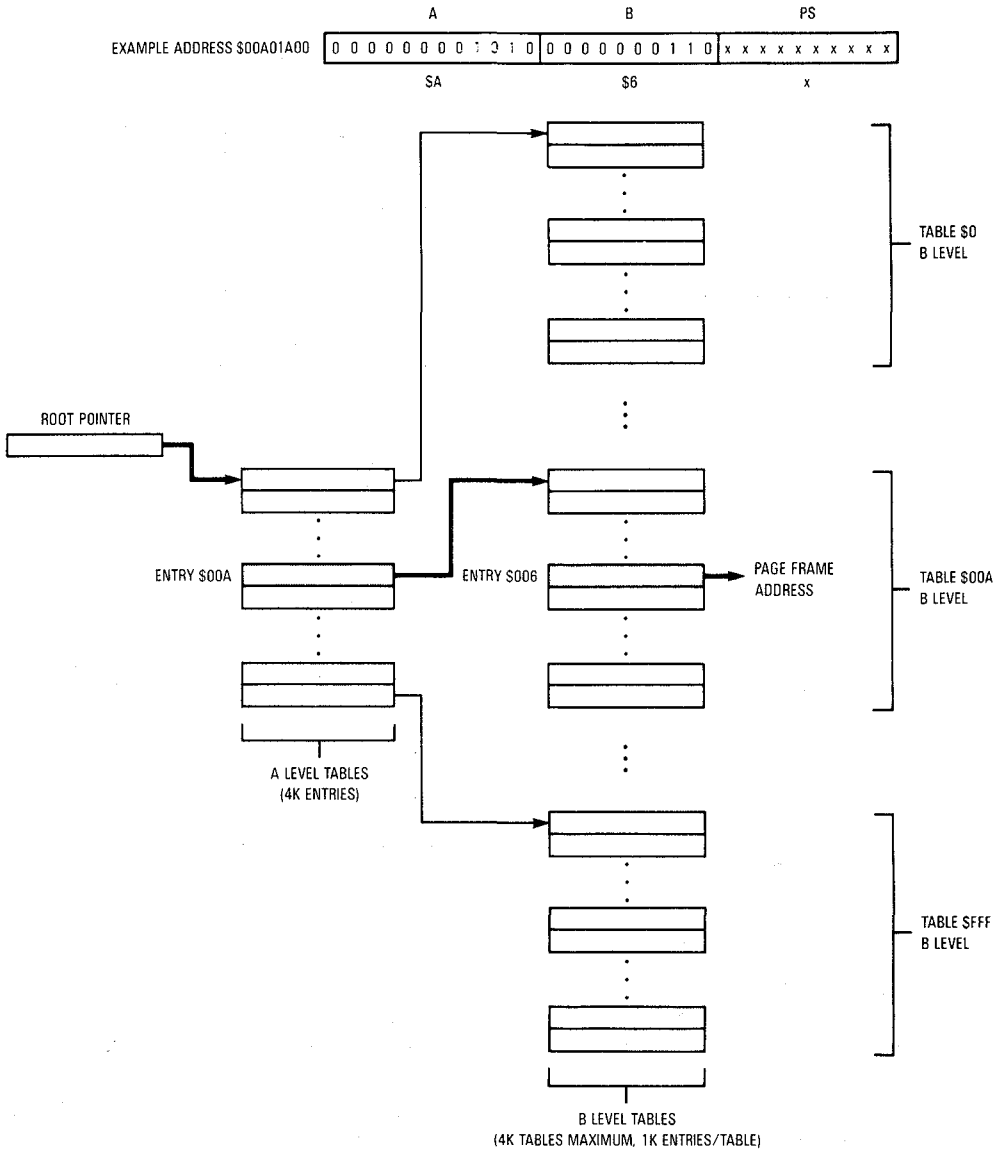 A B PS
EXAMPLE ADDRESS $00A01A00 0 0 0 0 0 0 0 0 1 0 1 0 0 0 0 0 0 0 0 1 1 0 x x x x x x x x x x
$A $6 x
TABLE $0
B LEVEL
ROOT POINTER
ENTRY $00A
ENTRY $006
PAGE FRAME
ADDRESS
TABLE $00A
B LEVEL
A LEVEL TABLES
(4K ENTRIES)
TABLE $FFF
B LEVEL
B LEVEL TABLES
(4K TABLES MAXIMUM, 1K ENTRIES/TABLE)